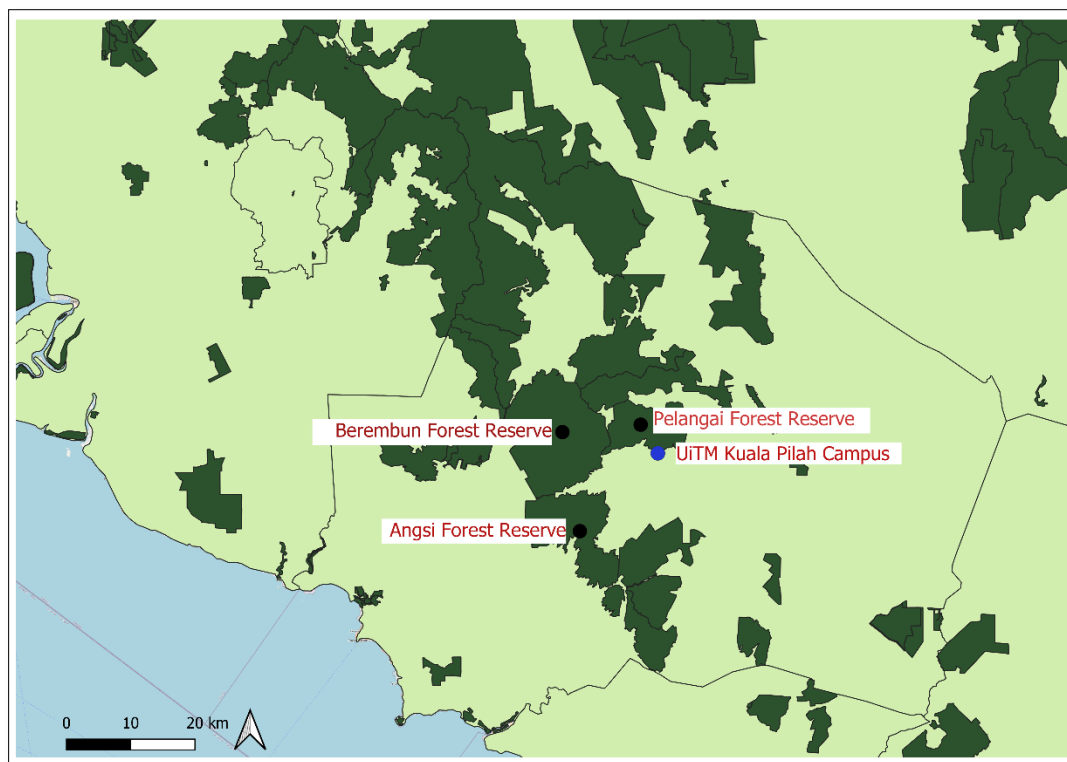 Pelangai Forest Reserve
Berembun Forest Reserve
UiTM Kuala Pilah Campus
Angsi Forest Reserve
0 10 20 km